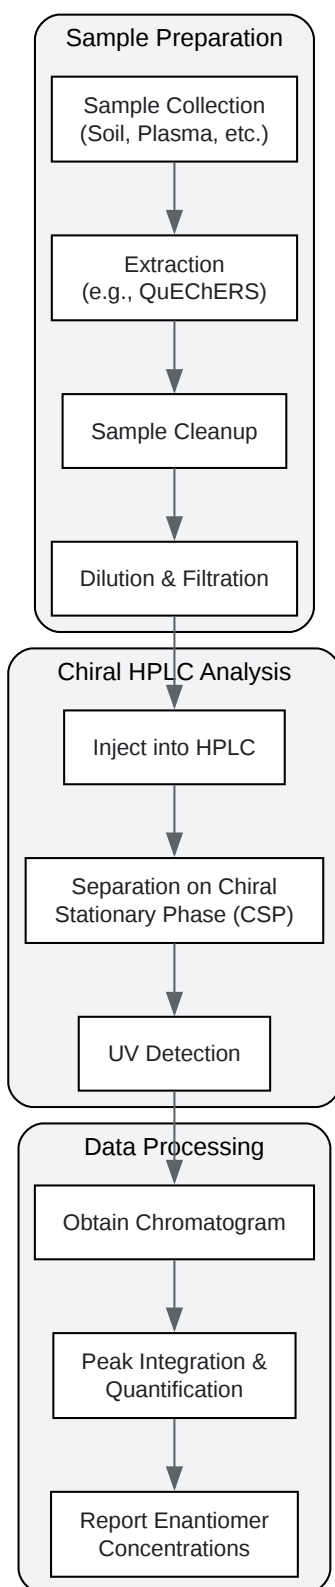 Sample Preparation
Sample Collection
(Soil, Plasma, etc.)
Extraction
(e.g., QuEChERS)
Sample Cleanup
Dilution & Filtration
Chiral HPLC Analysis
Inject into HPLC
Separation on Chiral
Stationary Phase (CSP)
UV Detection
Data Processing
Obtain Chromatogram
Peak Integration &
Quantification
Report Enantiomer
Concentrations